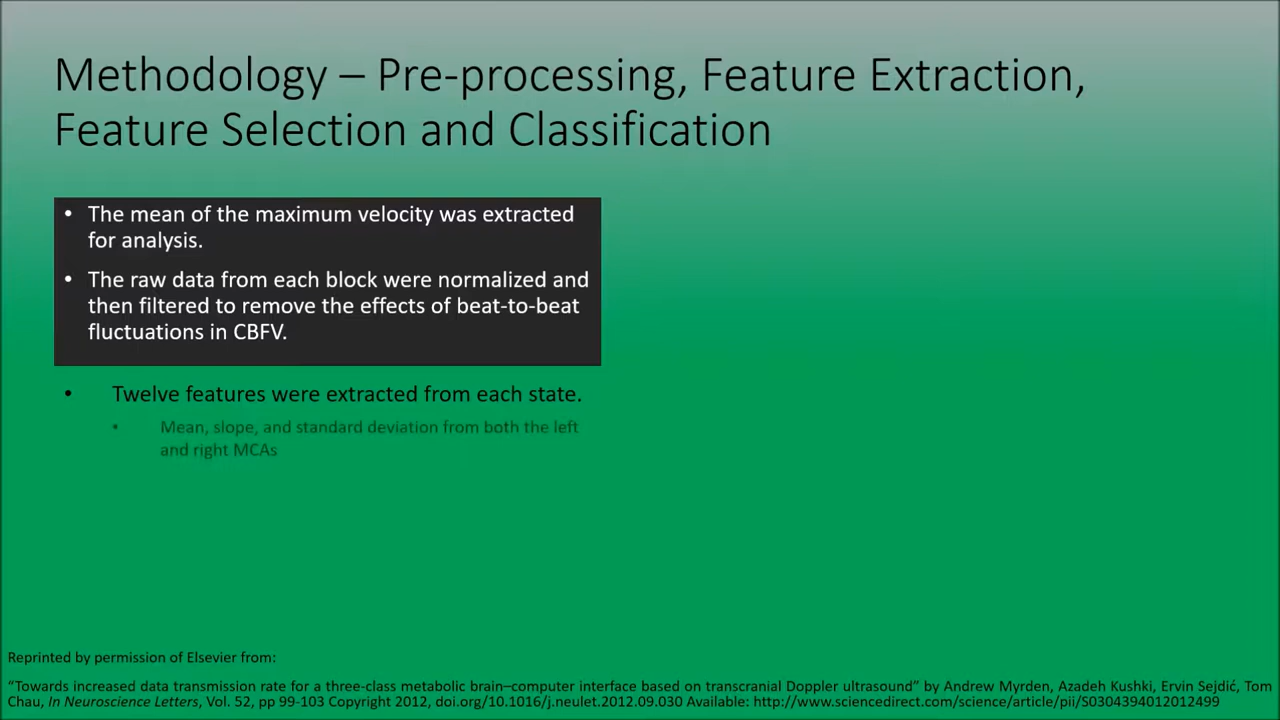 Methodology – Pre-processing, Feature Extraction,
Feature Selection and Classification
• The mean of the maximum velocity was extracted
for analysis.
• The raw data from each block were normalized and
then filtered to remove the effects of beat-to-beat
fluctuations in CBFV.
• Twelve features were extracted from each state.
• Mean, slope, and standard deviation from both the left
and right MCAs
Reprinted by permission of Elsevier from:
“Towards increased data transmission rate for a three-class metabolic brain–computer interface based on transcranial Doppler ultrasound” by Andrew Myrden, Azadeh Kushki, Ervin Sejdić, Tom
Chau, In Neuroscience Letters, Vol. 52, pp 99-103 Copyright 2012, doi.org/10.1016/j.neulet.2012.09.030 Available: http://www.sciencedirect.com/science/article/pii/S0304394012012499